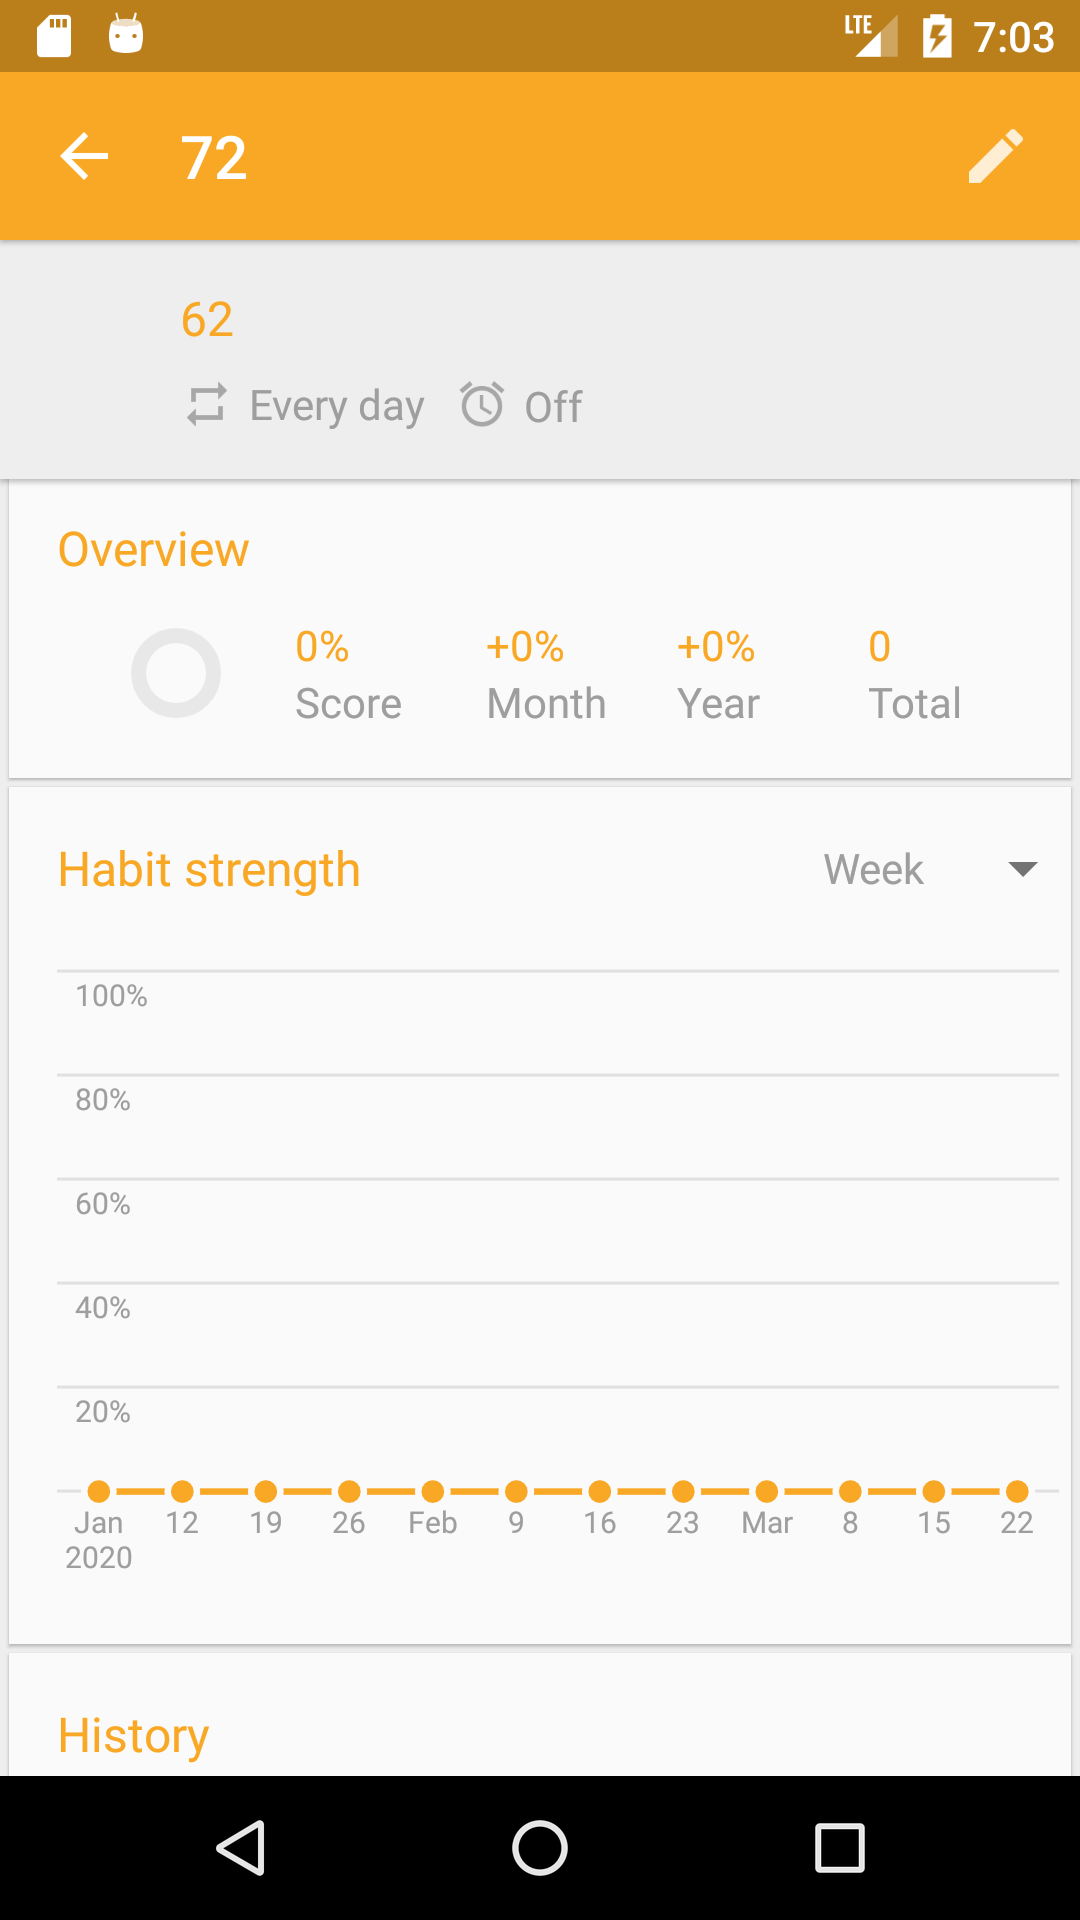 LTE 7:03
72
62
Every day Off
Overview
0% +0% +0% 0
Score Month Year Total
Habit strength Week
100%
80%
60%
40%
20%
Jan 12 19 26 Feb 9 16 23 Mar 8 15 22
2020
History